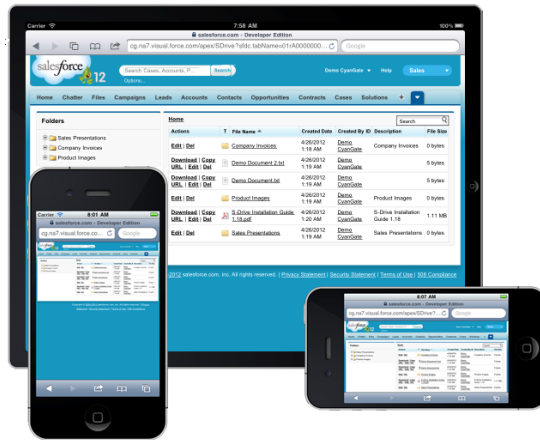 Carrier 7:58 AM 100%
salesforce.com - Developer Edition
cg.na7.visual.force.com/apex/SDrive?sfdc.tabName=01rA0000000... Google
salesforce 12
Search Cases, Accounts, P... Search
Options...
Demo CyanGate Help Sales
Home Chatter Files Campaigns Leads Accounts Contacts Opportunities Contracts Cases Solutions +
Folders
Sales Presentations
Company Invoices
Product Images
Home
Search
Actions T File Name Created Date Created By ID Description File Size
Edit | Del Company Invoices 4/26/2012 1:18 AM Demo CyanGate Company Invoices 0 bytes
Download | Copy URL | Edit | Del Demo Document 2.txt 4/26/2012 1:19 AM Demo CyanGate 5 bytes
Download | Copy URL | Edit | Del Demo Document.txt 4/26/2012 1:19 AM Demo CyanGate 5 bytes
Edit | Del Product Images 4/26/2012 1:18 AM Demo CyanGate Product Images 0 bytes
Download | Copy URL | Edit | Del S-Drive Installation Guide 1.18.pdf 4/26/2012 1:20 AM Demo CyanGate S-Drive Installation Guide 1.18 1.11 MB
Edit | Del Sales Presentations 4/26/2012 1:18 AM Demo CyanGate Sales Presentations 0 bytes
2012 salesforce.com, inc. All rights reserved. | Privacy Statement | Security Statement | Terms of Use | 508 Compliance
Carrier 8:01 AM
salesforce.com - Developer Edition
cg.na7.visual.force.co... Google
8:07 AM
salesforce.com - Developer Edition
cg.na7.visual.force.com/apex/SDrive?... Google